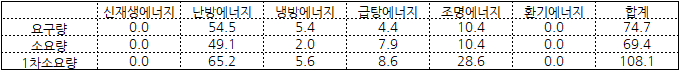 신재생에너지 난방에너지 냉방에너지 급탕에너지 조명에너지 환기에너지 합계
요구량 0.0 54.5 5.4 4.4 10.4 0.0 74.7
소요량 0.0 49.1 2.0 7.9 10.4 0.0 69.4
1차소요량 0.0 65.2 5.6 8.6 28.6 0.0 108.1